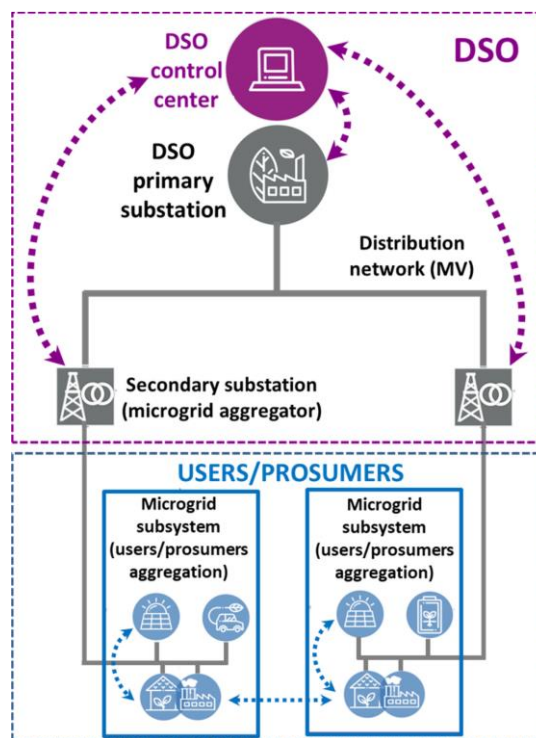 DSO
DSO
control
center
DSO
primary
substation
Distribution
network (MV)
Secondary substation
(microgrid aggregator)
USERS/PROSUMERS
Microgrid
subsystem
(users/prosumers
aggregation)
Microgrid
subsystem
(users/prosumers
aggregation)